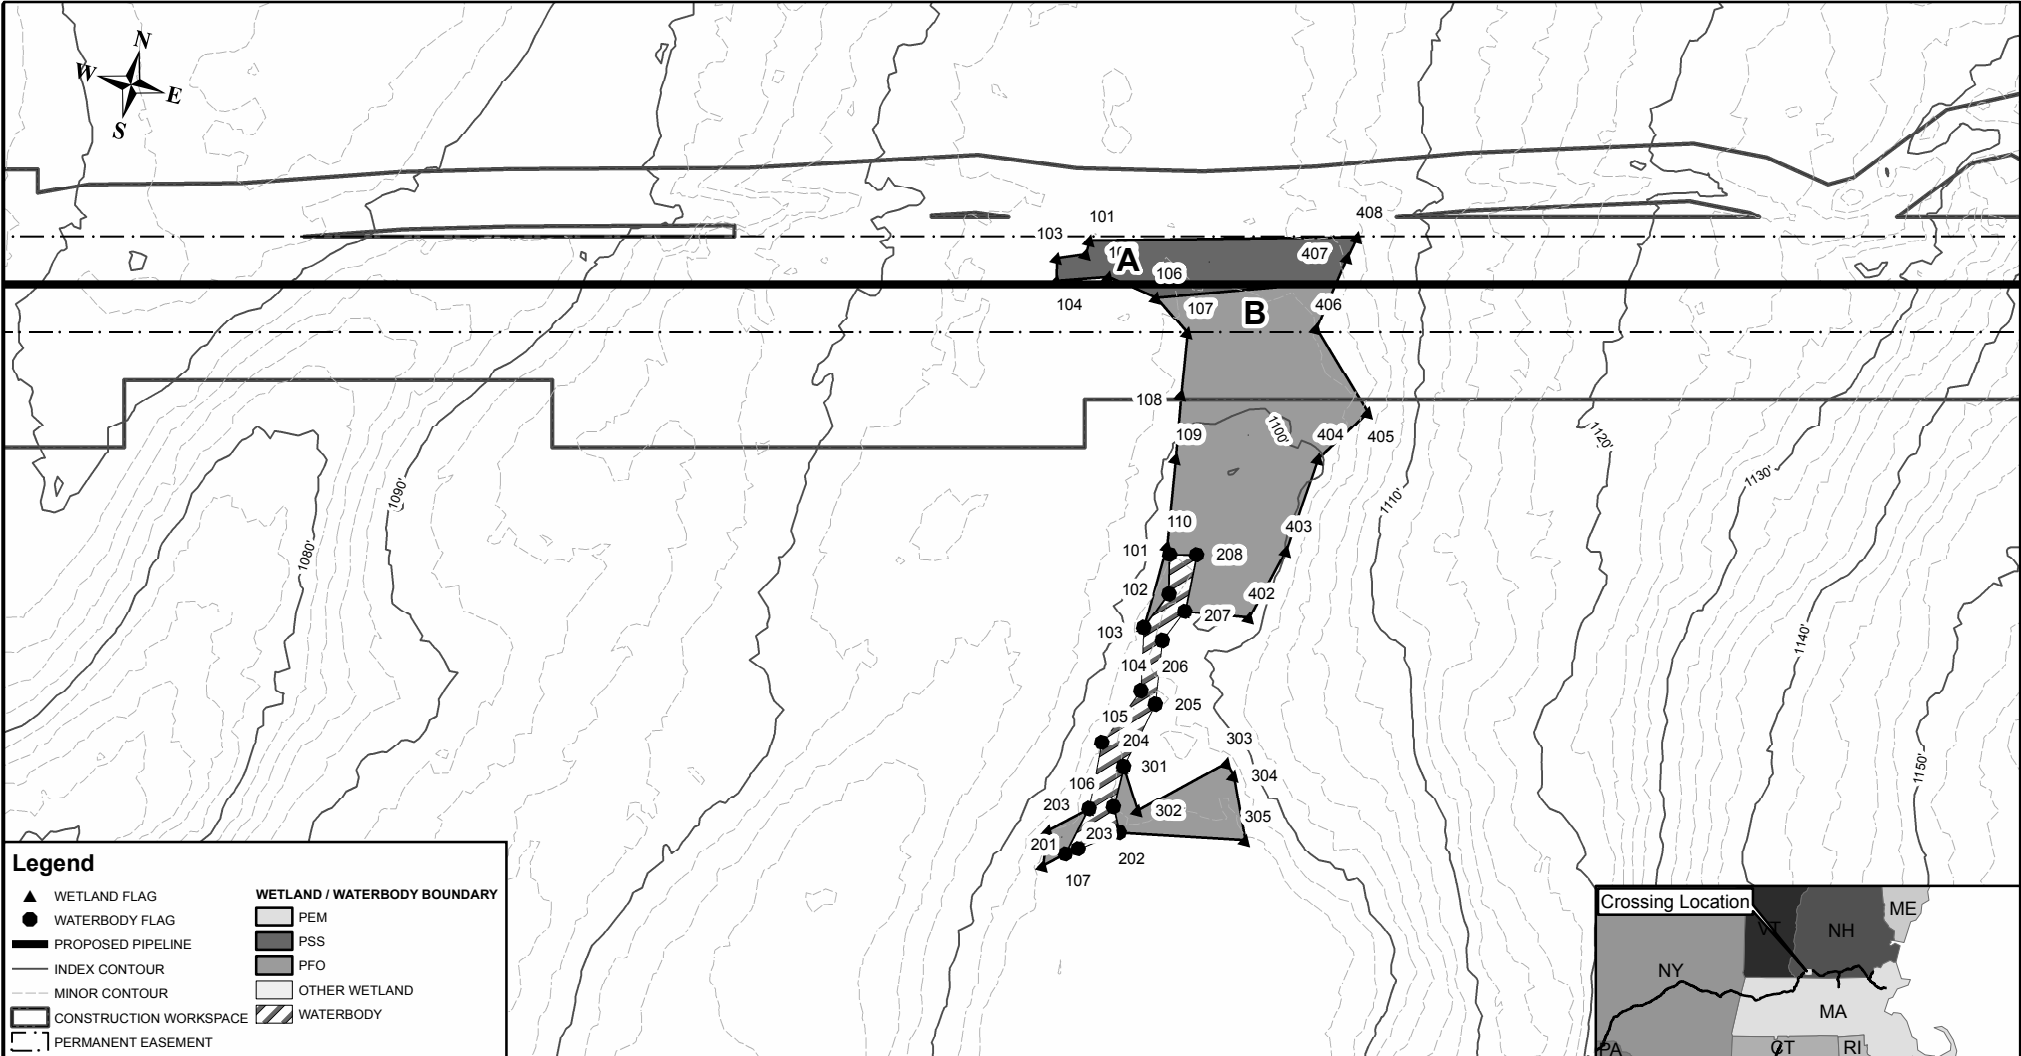 N
W
E
S
101
408
103
A
407
106
104
107
B
406
108
109
1100'
404
405
1120'
1130'
1090'
1110'
110
403
1080'
101
208
102
402
207
103
1140'
104
206
205
105
204
303
301
304
1150'
106
203
302
305
201
203
202
107
Legend
WETLAND FLAG
WATERBODY FLAG
PROPOSED PIPELINE
INDEX CONTOUR
MINOR CONTOUR
CONSTRUCTION WORKSPACE
PERMANENT EASEMENT
WETLAND / WATERBODY BOUNDARY
PEM
PSS
PFO
OTHER WETLAND
WATERBODY
Crossing Location
VT
NH
ME
NY
MA
PA
CT
RI